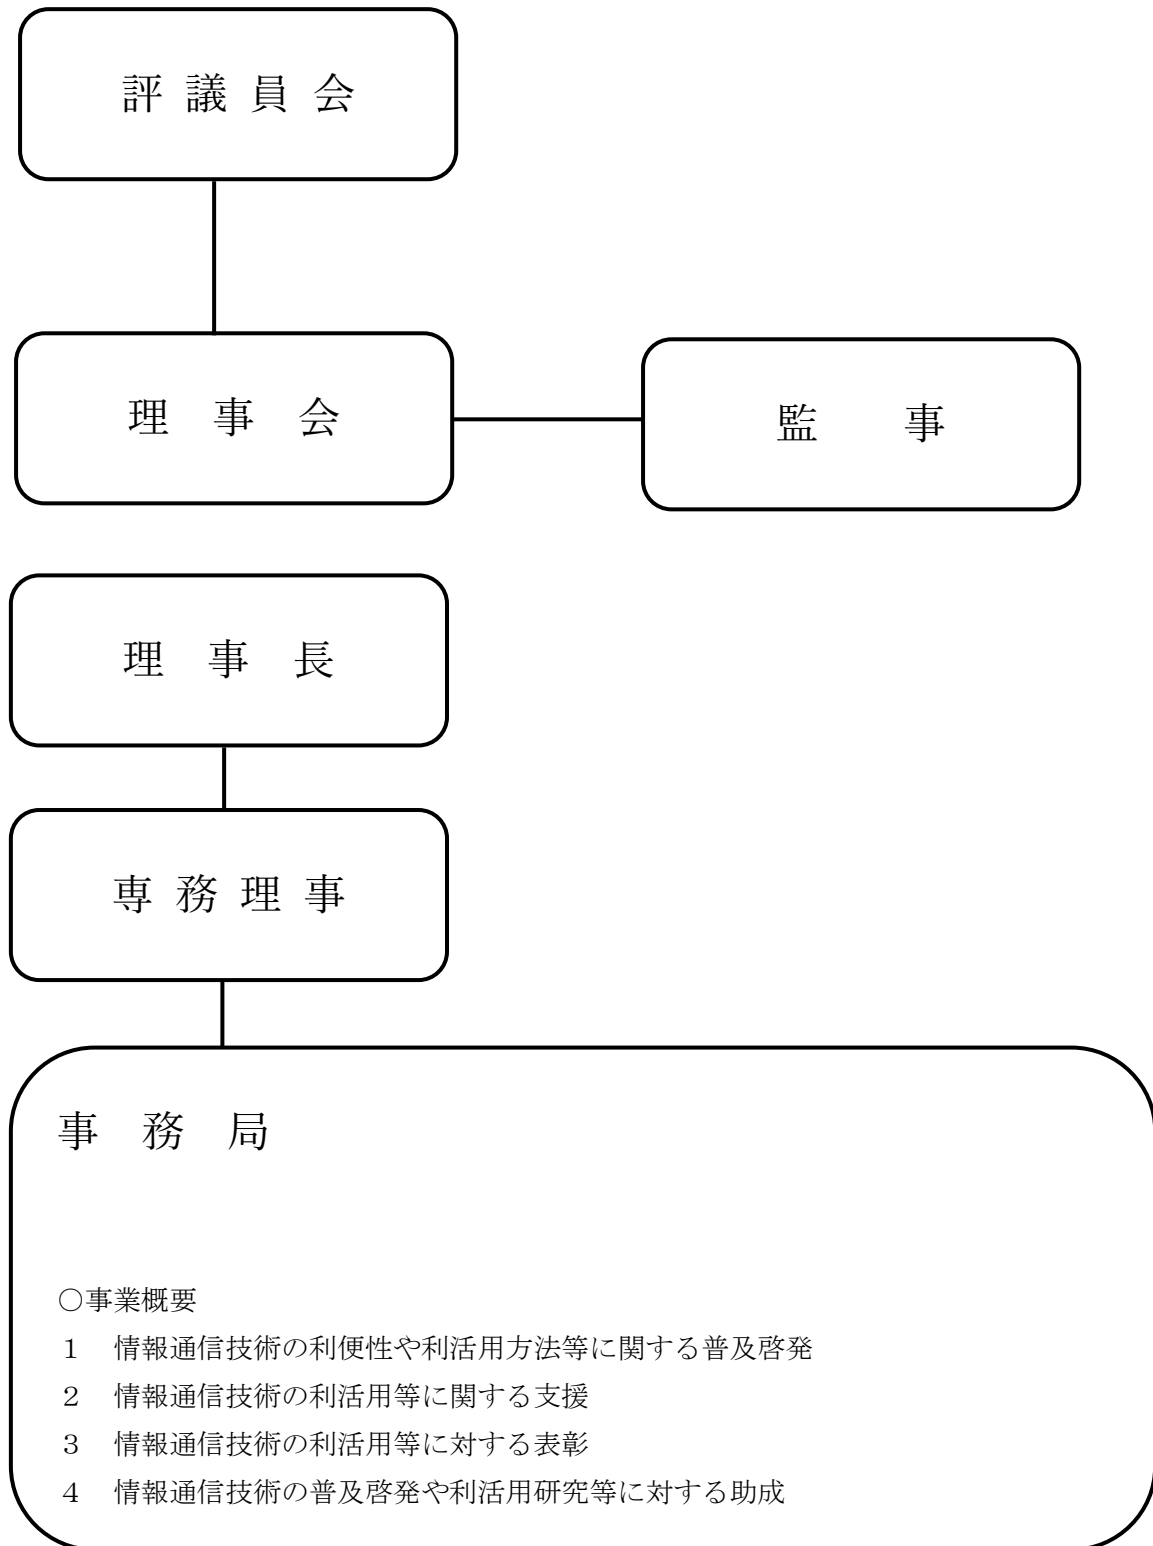 評議員会
理事会
監事
理事長
専務理事
事務局
○事業概要
１　情報通信技術の利便性や利活用方法等に関する普及啓発
２　情報通信技術の利活用等に関する支援
３　情報通信技術の利活用等に対する表彰
４　情報通信技術の普及啓発や利活用研究等に対する助成